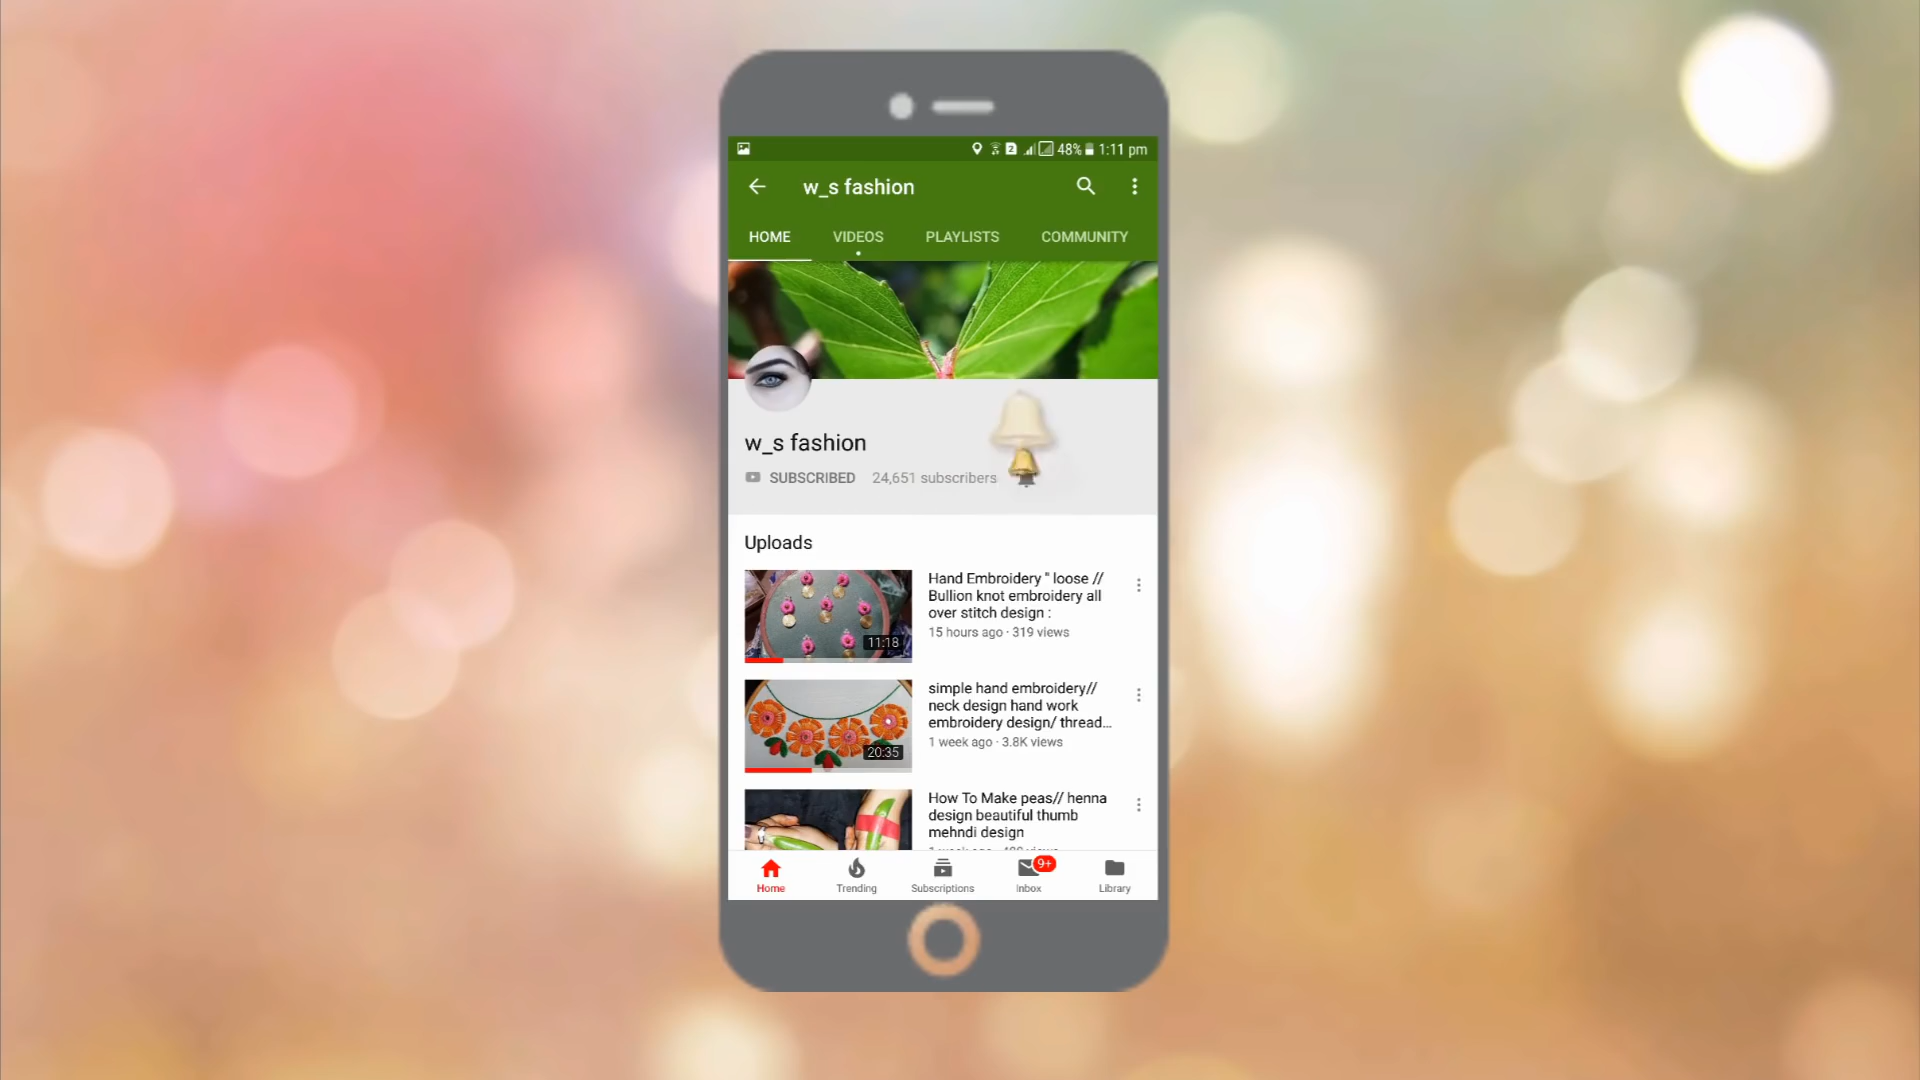 48% 1:11 pm
w_s fashion
HOME VIDEOS PLAYLISTS COMMUNITY
w_s fashion
SUBSCRIBED 24,651 subscribers
Uploads
Hand Embroidery " loose //
Bullion knot embroidery all
over stitch design :
15 hours ago · 319 views
11:18
simple hand embroidery//
neck design hand work
embroidery design/ thread...
1 week ago · 3.8K views
20:35
How To Make peas// henna
design beautiful thumb
mehndi design
9+
Home Trending Subscriptions Inbox Library